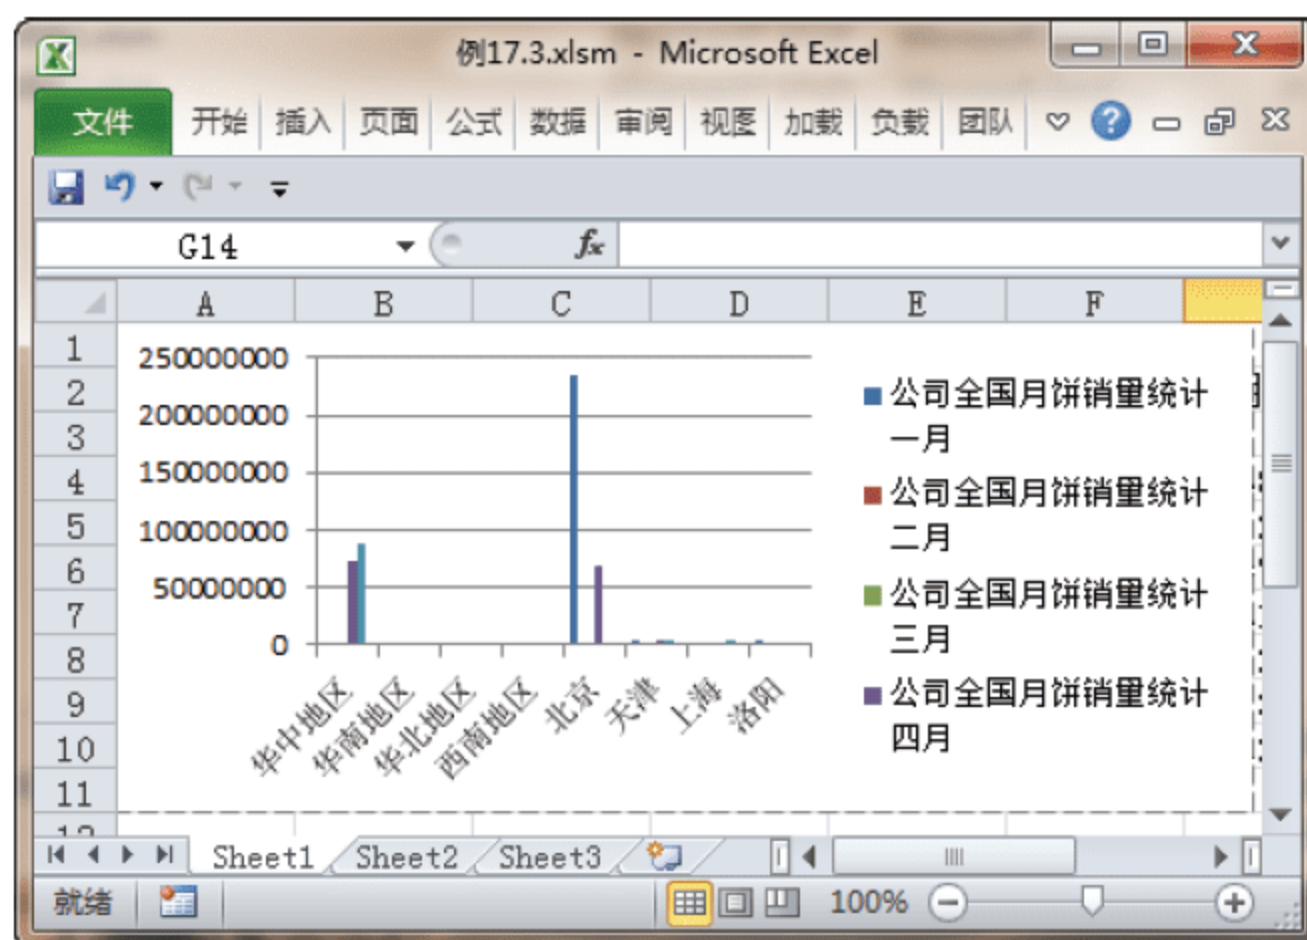 例17.3.xlsm - Microsoft Excel
文件 开始 插入 页面 公式 数据 审阅 视图 加载 负载 团队
G14 fx
A B C D E F
1
2
3
4
5
6
7
8
9
10
11
12
250000000
200000000
150000000
100000000
50000000
0
华中地区 华南地区 华北地区 西南地区 北京 天津 上海 洛阳
公司全国月饼销量统计
一月
公司全国月饼销量统计
二月
公司全国月饼销量统计
三月
公司全国月饼销量统计
四月
Sheet1 Sheet2 Sheet3
就绪 100%